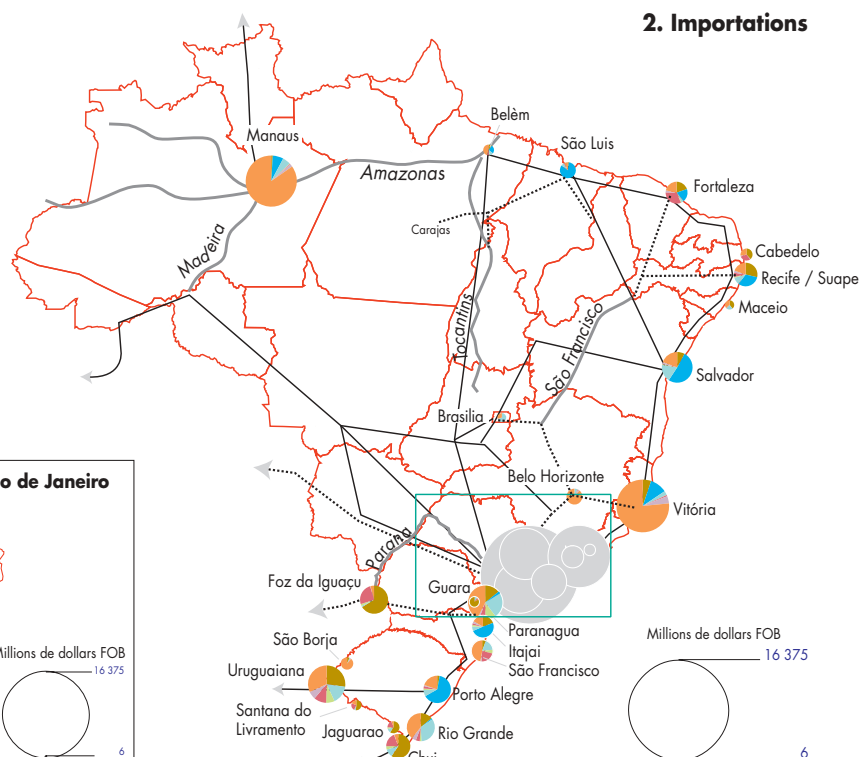 2. Importations
Belèm
São Luis
Manaus
Amazonas
Fortaleza
Carajas
Madeira
Cabedelo
Recife / Suape
Maceio
Tocantins
São Francisco
Salvador
Brasilia
o de Janeiro
Belo Horizonte
Vitória
Parana
Foz da Iguaçu
Guara
Paranagua
Itajai
São Francisco
São Borja
Uruguaiana
Porto Alegre
Santana do
Livramento
Jaguarao
Rio Grande
Chui
Millions de dollars FOB
16 375
6
Millions de dollars FOB
16 375
6